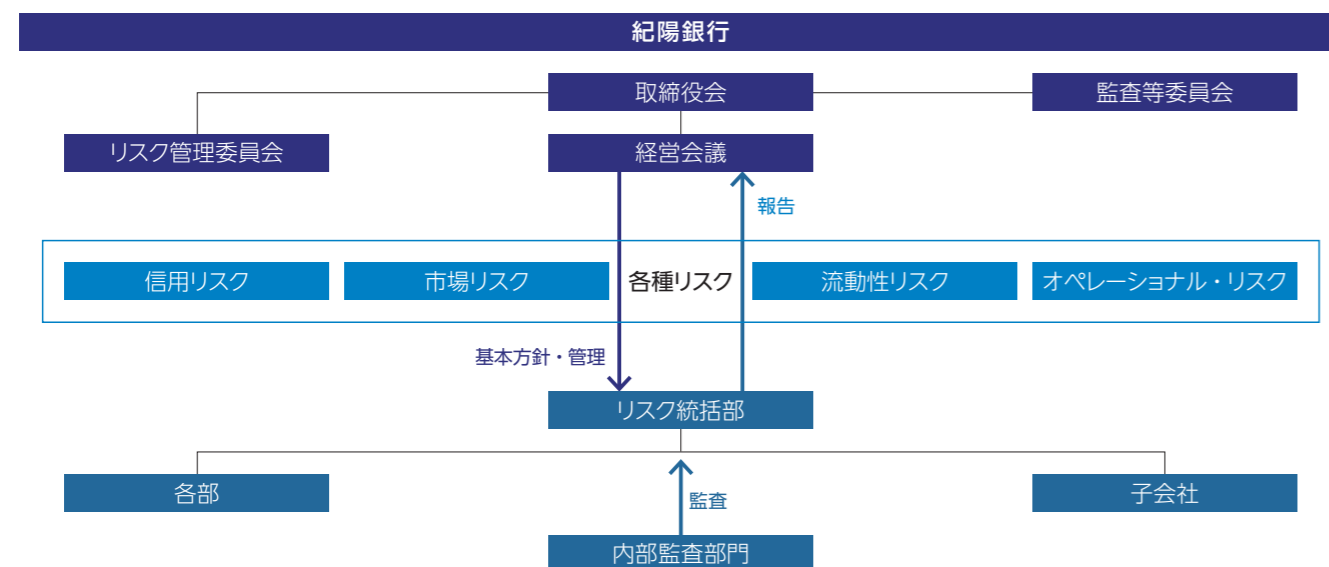 紀陽銀行
取締役会
監査等委員会
リスク管理委員会
経営会議
報告
信用リスク
市場リスク
各種リスク
流動性リスク
オペレーショナル・リスク
基本方針・管理
リスク統括部
各部
子会社
監査
内部監査部門